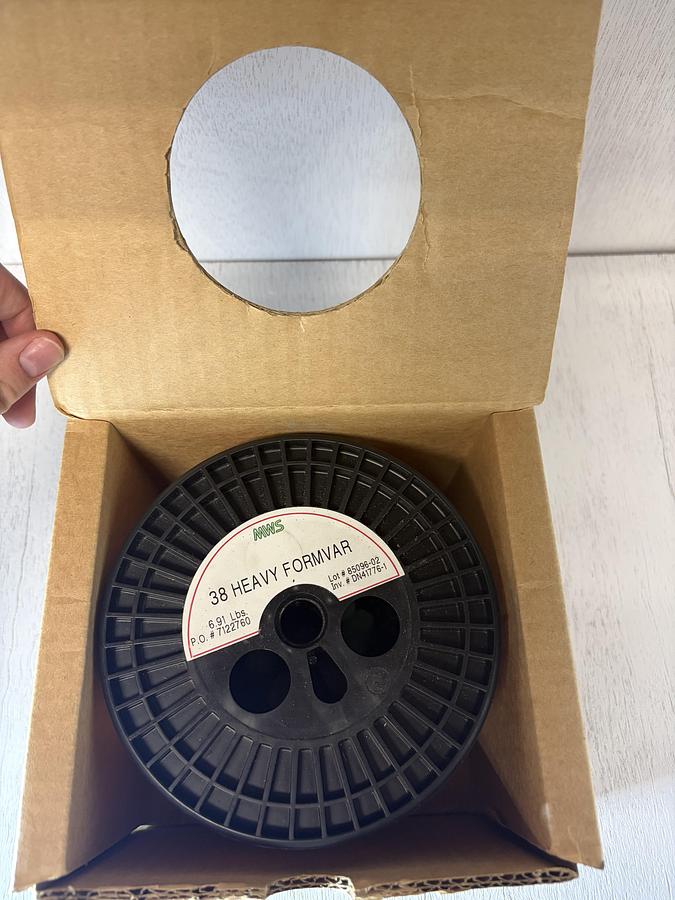 MWS
38 HEAVY FORMVAR
6.91 Lbs.
P.O. # 7122760
Lot # 85096-02
Inv. # DN41776-1